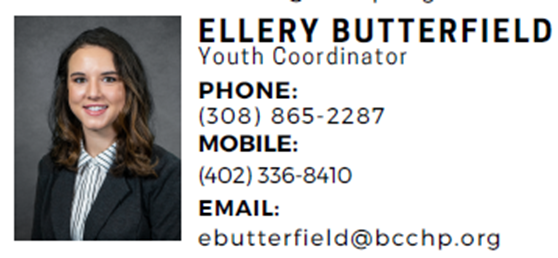 ELLERY BUTTERFIELD
Youth Coordinator
PHONE:
(308) 865-2287
MOBILE:
(402) 336-8410
EMAIL:
ebutterfield@bcchp.org